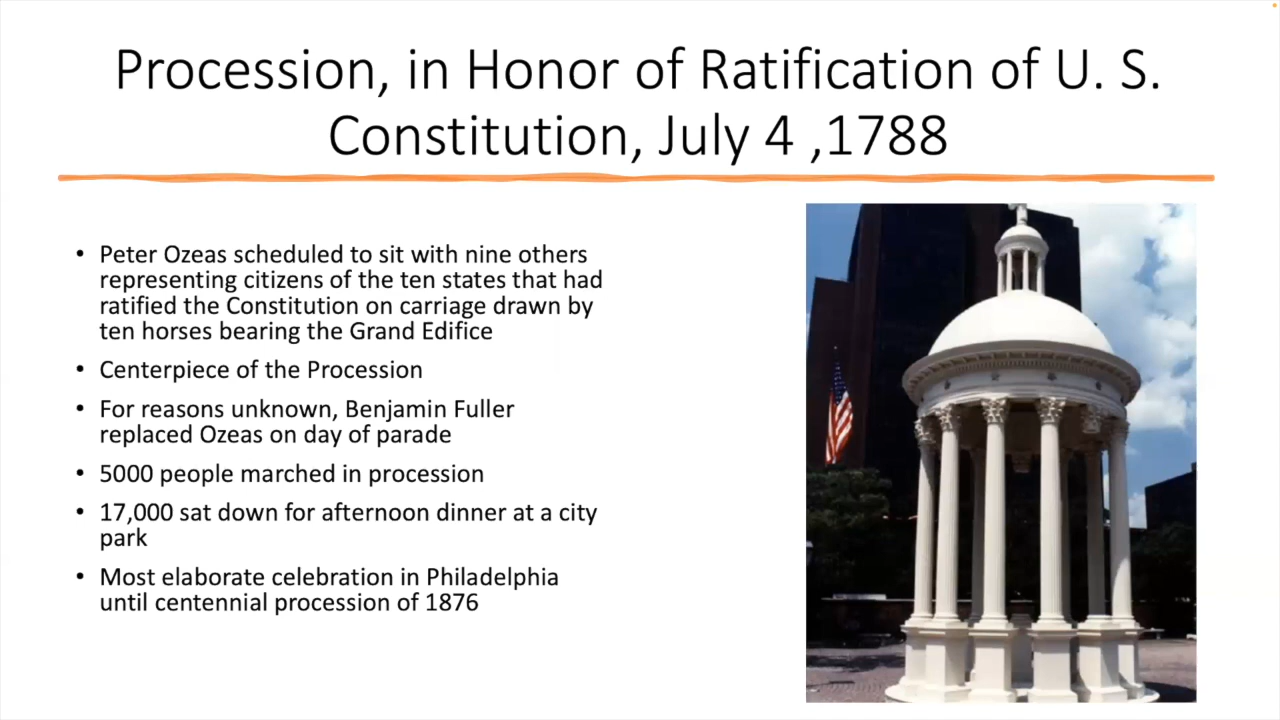 Procession, in Honor of Ratification of U. S.
Constitution, July 4 ,1788
• Peter Ozeas scheduled to sit with nine others
representing citizens of the ten states that had
ratified the Constitution on carriage drawn by
ten horses bearing the Grand Edifice
• Centerpiece of the Procession
• For reasons unknown, Benjamin Fuller
replaced Ozeas on day of parade
• 5000 people marched in procession
• 17,000 sat down for afternoon dinner at a city
park
• Most elaborate celebration in Philadelphia
until centennial procession of 1876